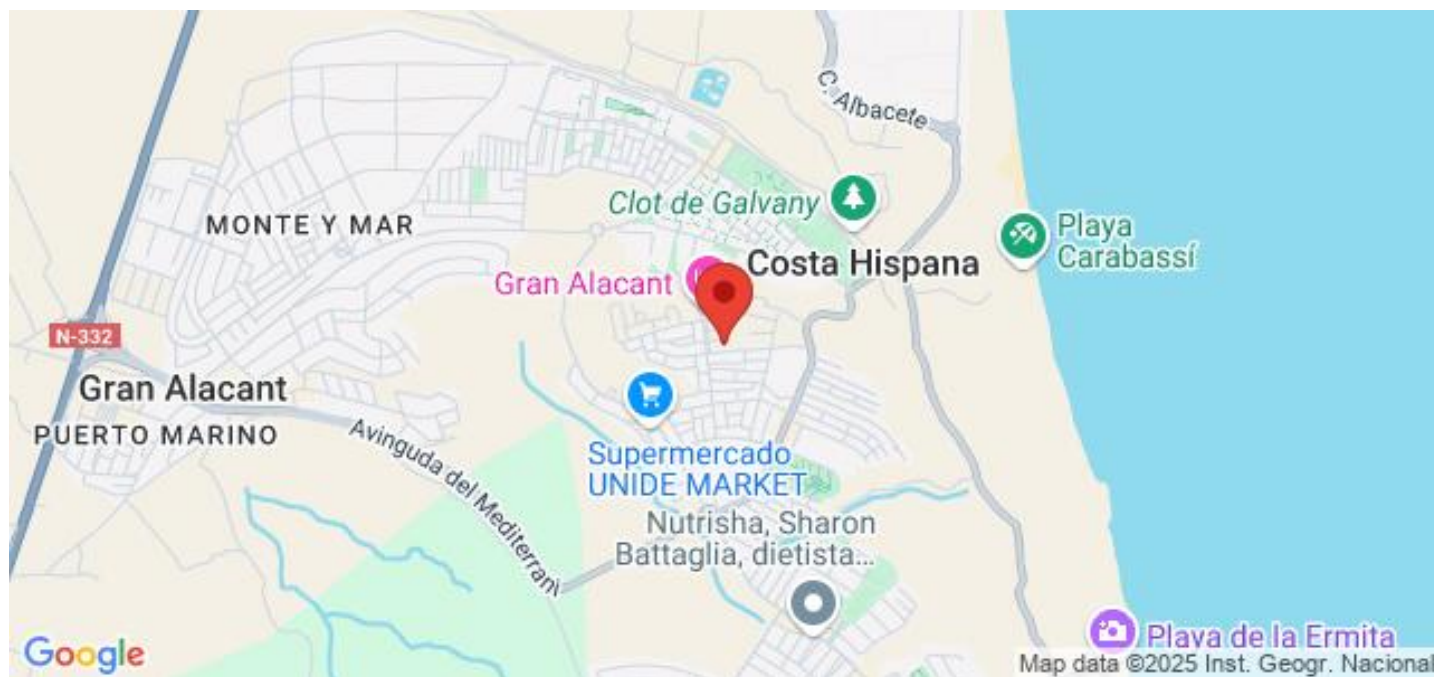 C. Albacete
Clot de Galvany
Playa
Carabassí
MONTE Y MAR
Costa Hispana
Gran Alacant
N-332
Gran Alacant
PUERTO MARINO
Avinguda del Mediterrani
Supermercado
UNIDE MARKET
Nutrisha, Sharon
Battaglia, dietista...
Playa de la Ermita
Google
Map data ©2025 Inst. Geogr. Nacional